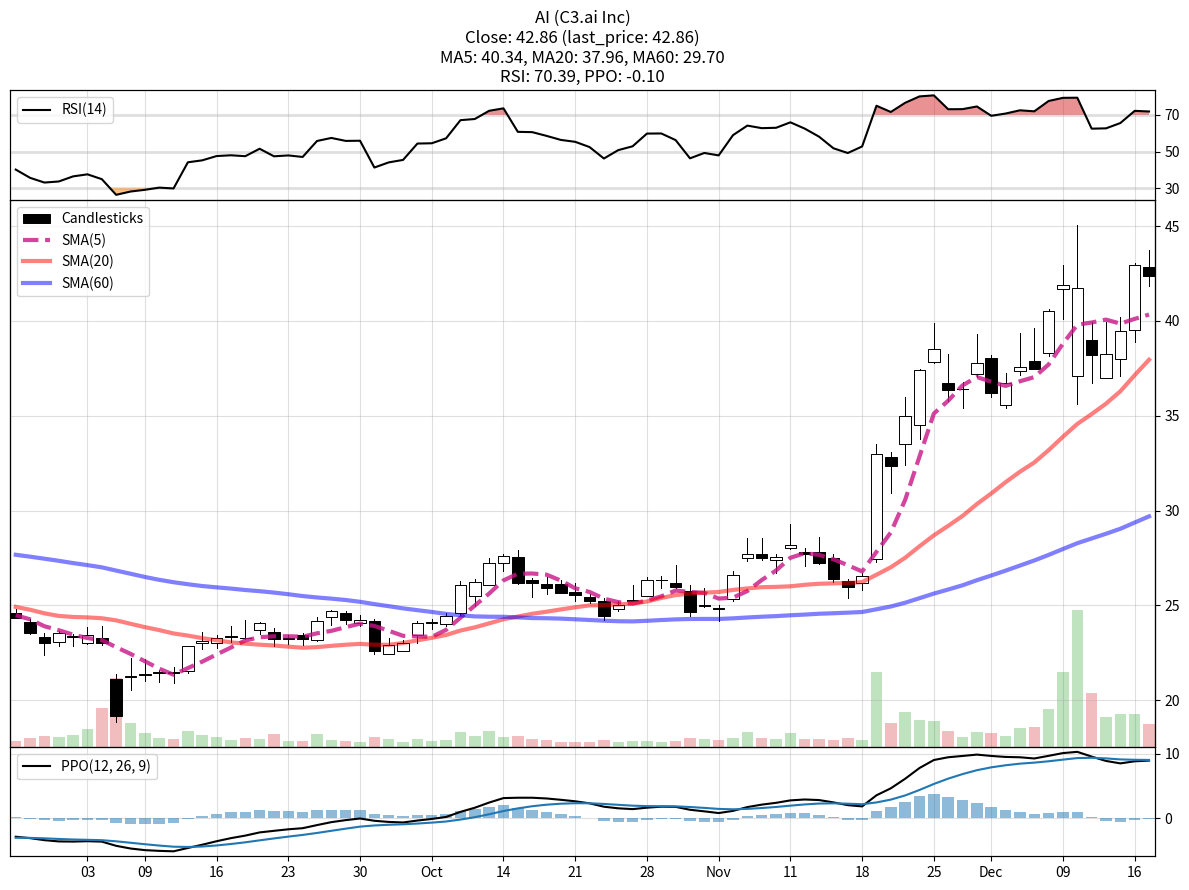 AI (C3.ai Inc)
Close: 42.86 (last_price: 42.86)
MA5: 40.34, MA20: 37.96, MA60: 29.70
RSI: 70.39, PPO: -0.10
RSI(14)
70
50
30
Candlesticks
SMA(5)
SMA(20)
SMA(60)
45
40
35
30
25
20
PPO(12, 26, 9)
10
0
03 09 16 23 30 Oct 14 21 28 Nov 11 18 25 Dec 09 16